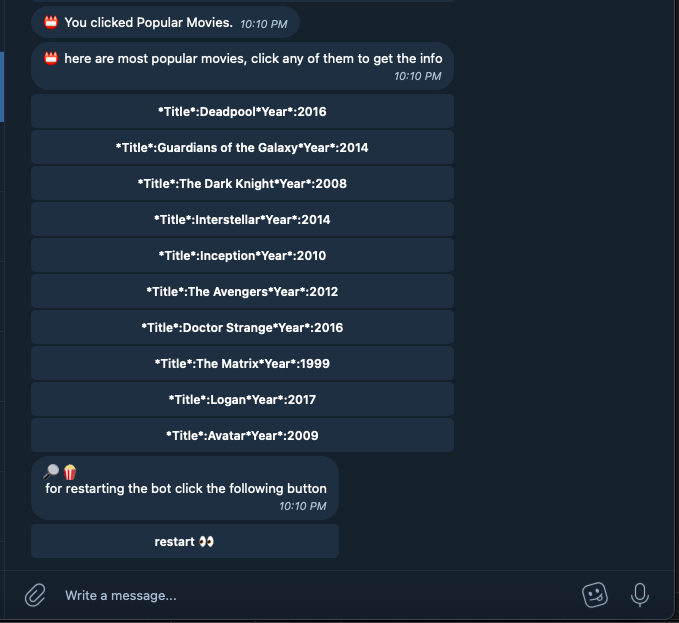 📛 You clicked Popular Movies. 10:10 PM
📛 here are most popular movies, click any of them to get the info
10:10 PM
*Title*:Deadpool*Year*:2016
*Title*:Guardians of the Galaxy*Year*:2014
*Title*:The Dark Knight*Year*:2008
*Title*:Interstellar*Year*:2014
*Title*:Inception*Year*:2010
*Title*:The Avengers*Year*:2012
*Title*:Doctor Strange*Year*:2016
*Title*:The Matrix*Year*:1999
*Title*:Logan*Year*:2017
*Title*:Avatar*Year*:2009
🔎🍿
for restarting the bot click the following button
10:10 PM
restart 👀
Write a message...